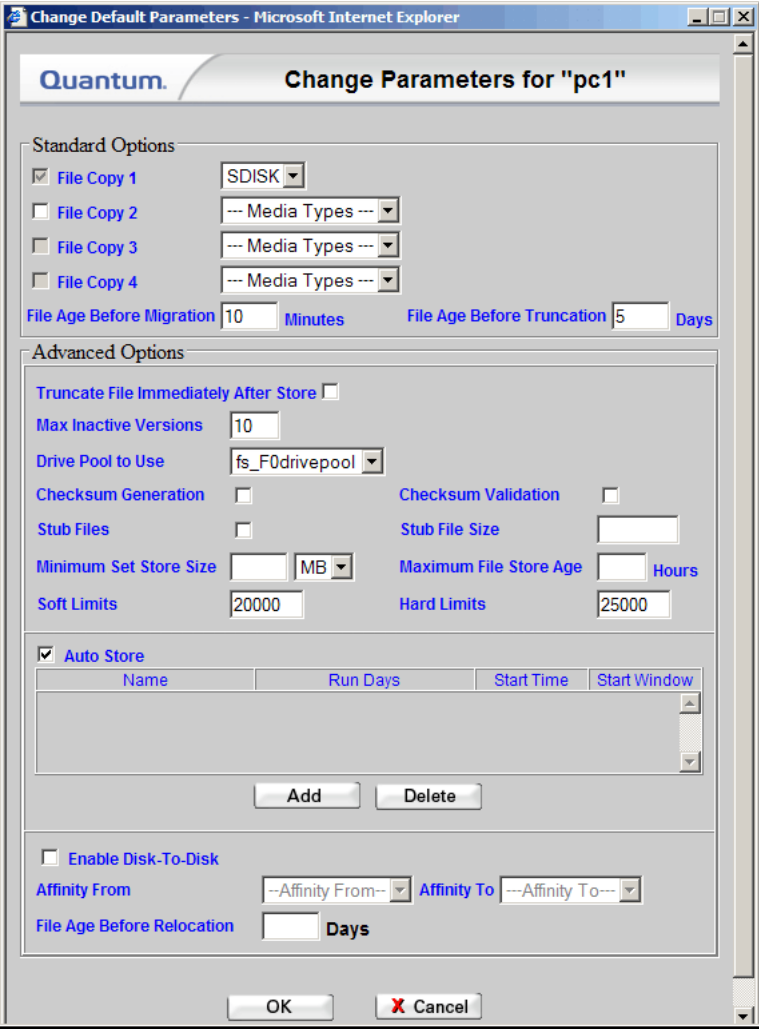 Change Default Parameters - Microsoft Internet Explorer
Quantum. Change Parameters for "pc1"
Standard Options
File Copy 1 SDISK
File Copy 2 --- Media Types ---
File Copy 3 --- Media Types ---
File Copy 4 --- Media Types ---
File Age Before Migration 10 Minutes File Age Before Truncation 5 Days
Advanced Options
Truncate File Immediately After Store
Max Inactive Versions 10
Drive Pool to Use fs_F0drivepool
Checksum Generation Checksum Validation
Stub Files Stub File Size
Minimum Set Store Size MB Maximum File Store Age Hours
Soft Limits 20000 Hard Limits 25000
Auto Store
Name Run Days Start Time Start Window
Add Delete
Enable Disk-To-Disk
Affinity From --Affinity From-- Affinity To ---Affinity To---
File Age Before Relocation Days
OK X Cancel